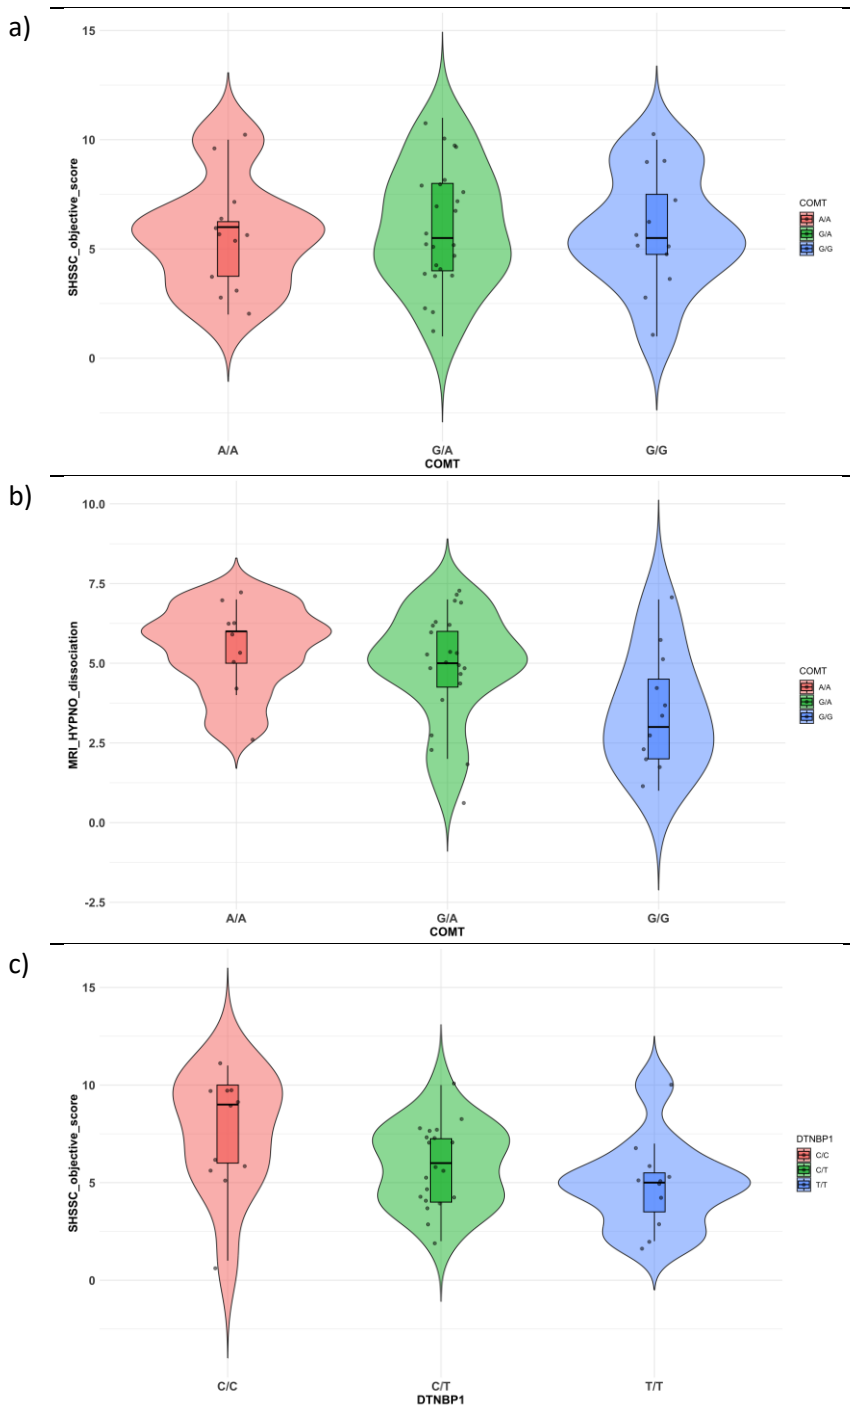 a)
15
10
5
0
SHSSC_objective_score
A/A G/A G/G
COMT
COMT
A/A
G/A
G/G
b)
10.0
7.5
5.0
2.5
0.0
-2.5
MRI_HYPNO_dissociation
A/A G/A G/G
COMT
COMT
A/A
G/A
G/G
c)
15
10
5
0
SHSSC_objective_score
C/C C/T T/T
DTNBP1
DTNBP1
C/C
C/T
T/T